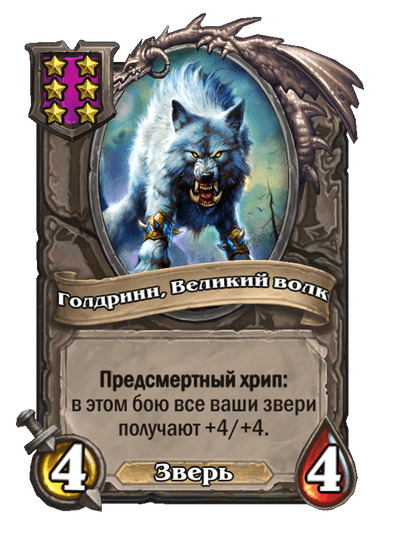 Голдринн, Великий волк
Предсмертный хрип:
в этом бою все ваши звери
получают +4/+4.
4
Зверь
4